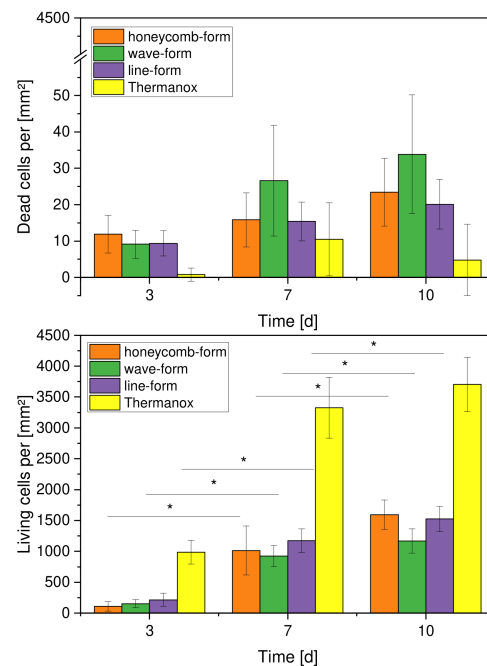 4500
50
40
30
20
10
0
Dead cells per [mm²]
honeycomb-form
wave-form
line-form
Thermanox
3 7 10
Time [d]
4500
4000
3500
3000
2500
2000
1500
1000
500
0
Living cells per [mm²]
honeycomb-form
wave-form
line-form
Thermanox
*
*
*
*
*
*
3 7 10
Time [d]